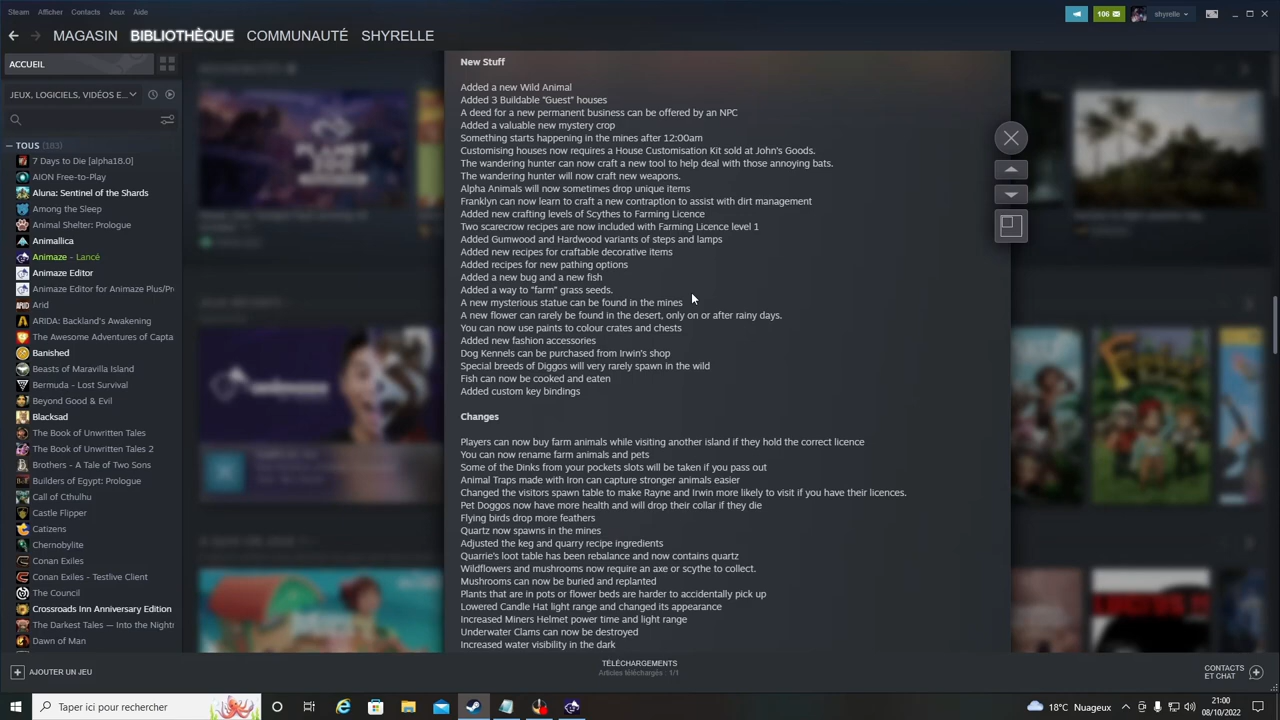 Steam Afficher Contacts Jeux Aide
106
shyrelle
MAGASIN BIBLIOTHÈQUE COMMUNAUTÉ SHYRELLE
ACCUEIL
JEUX, LOGICIELS, VIDÉOS E...
TOUS (183)
7 Days to Die [alpha18.0]
AION Free-to-Play
Aluna: Sentinel of the Shards
Among the Sleep
Animal Shelter: Prologue
Animallica
Animaze - Lancé
Animaze Editor
Animaze Editor for Animaze Plus/Pr
Arid
ARIDA: Backland's Awakening
The Awesome Adventures of Capta
Banished
Beasts of Maravilla Island
Bermuda - Lost Survival
Beyond Good & Evil
Blacksad
The Book of Unwritten Tales
The Book of Unwritten Tales 2
Brothers - A Tale of Two Sons
Builders of Egypt: Prologue
Call of Cthulhu
Castle Flipper
Catizens
Chernobylite
Conan Exiles
Conan Exiles - Testlive Client
The Council
Crossroads Inn Anniversary Edition
The Darkest Tales — Into the Night
Dawn of Man
New Stuff
Added a new Wild Animal
Added 3 Buildable "Guest" houses
A deed for a new permanent business can be offered by an NPC
Added a valuable new mystery crop
Something starts happening in the mines after 12:00am
Customising houses now requires a House Customisation Kit sold at John's Goods.
The wandering hunter can now craft a new tool to help deal with those annoying bats.
The wandering hunter will now craft new weapons.
Alpha Animals will now sometimes drop unique items
Franklyn can now learn to craft a new contraption to assist with dirt management
Added new crafting levels of Scythes to Farming Licence
Two scarecrow recipes are now included with Farming Licence level 1
Added Gumwood and Hardwood variants of steps and lamps
Added new recipes for craftable decorative items
Added recipes for new pathing options
Added a new bug and a new fish
Added a way to "farm" grass seeds.
A new mysterious statue can be found in the mines
A new flower can rarely be found in the desert, only on or after rainy days.
You can now use paints to colour crates and chests
Added new fashion accessories
Dog Kennels can be purchased from Irwin's shop
Special breeds of Diggos will very rarely spawn in the wild
Fish can now be cooked and eaten
Added custom key bindings
Changes
Players can now buy farm animals while visiting another island if they hold the correct licence
You can now rename farm animals and pets
Some of the Dinks from your pockets slots will be taken if you pass out
Animal Traps made with Iron can capture stronger animals easier
Changed the visitors spawn table to make Rayne and Irwin more likely to visit if you have their licences.
Pet Doggos now have more health and will drop their collar if they die
Flying birds drop more feathers
Quartz now spawns in the mines
Adjusted the keg and quarry recipe ingredients
Quarrie's loot table has been rebalance and now contains quartz
Wildflowers and mushrooms now require an axe or scythe to collect.
Mushrooms can now be buried and replanted
Plants that are in pots or flower beds are harder to accidentally pick up
Lowered Candle Hat light range and changed its appearance
Increased Miners Helmet power time and light range
Underwater Clams can now be destroyed
Increased water visibility in the dark
AJOUTER UN JEU
TÉLÉCHARGEMENTS
Articles téléchargés : 1/1
CONTACTS
ET CHAT
Taper ici pour rechercher
18°C Nuageux
21:00
08/10/2022